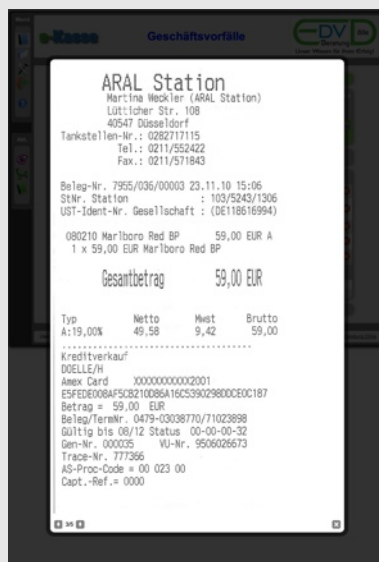 e-Kasse
Geschäftsvorfälle
EDV
Beratung
ARAL Station
Martina Weckler (ARAL Station)
Lütticher Str. 108
40547 Düsseldorf
Tankstellen-Nr.: 0282717115
Tel.: 0211/552422
Fax.: 0211/571843
Beleg-Nr. 7955/036/00003 23.11.10 15:06
StNr. Station : 103/5243/1306
UST-Ident-Nr. Gesellschaft : (DE118616994)
080210 Marlboro Red BP 59,00 EUR A
1 x 59,00 EUR Marlboro Red BP
Gesamtbetrag 59,00 EUR
Typ Netto Mwst Brutto
A:19,00% 49,58 9,42 59,00
....................................
Kreditverkauf
DOELLE/H
Amex Card XXXXXXXXXXX2001
E5FEDE008AF5CB210D86A16C5390298DDCEOC187
Betrag = 59,00 EUR
Beleg/TermNr. 0479-03038770/71023898
Gültig bis 08/12 Status 00-00-00-32
Gen-Nr. 000035 VU-Nr. 9506026673
Trace-Nr. 777366
AS-Proc-Code = 00 023 00
Capt.-Ref.= 0000
3/5